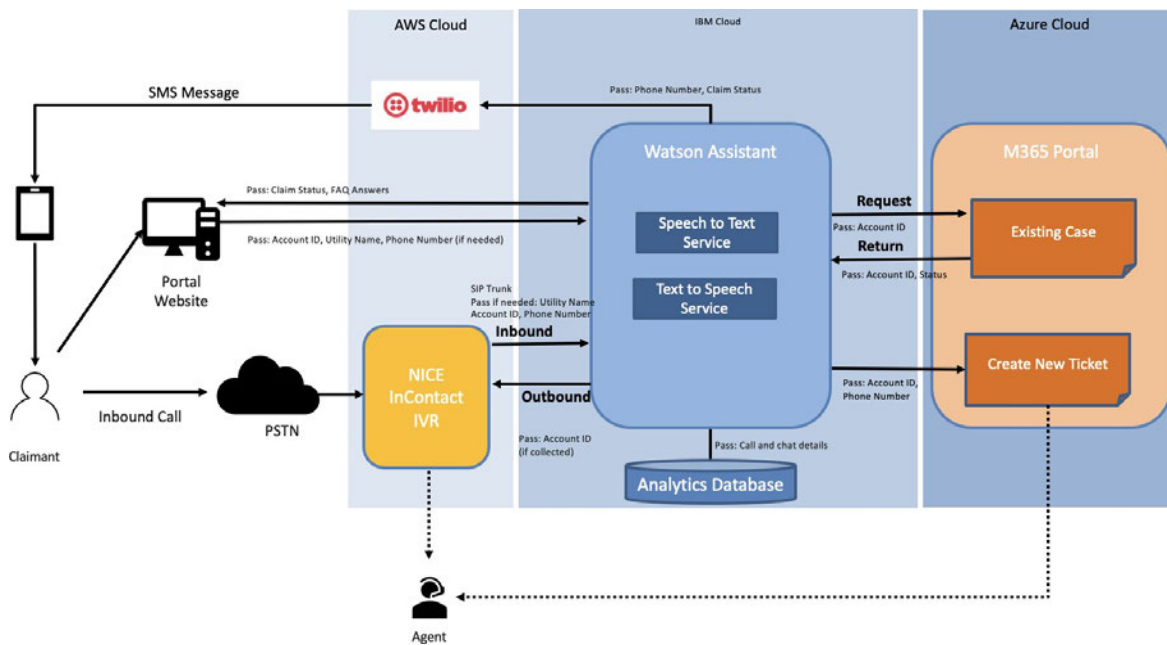 AWS Cloud
IBM Cloud
Azure Cloud
SMS Message
twilio
Pass: Phone Number, Claim Status
Watson Assistant
M365 Portal
Pass: Claim Status, FAQ Answers
Request
Speech to Text
Service
Pass: Account ID
Existing Case
Pass: Account ID, Utility Name, Phone Number (if needed)
Return
Portal
Website
Pass: Account ID, Status
Text to Speech
Service
SIP Trunk
Pass if needed: Utility Name
Account ID, Phone Number
Inbound
NICE
InContact
IVR
Create New Ticket
Pass: Account ID,
Phone Number
Outbound
Inbound Call
PSTN
Claimant
Pass: Account ID
(if collected)
Pass: Call and chat details
Analytics Database
Agent